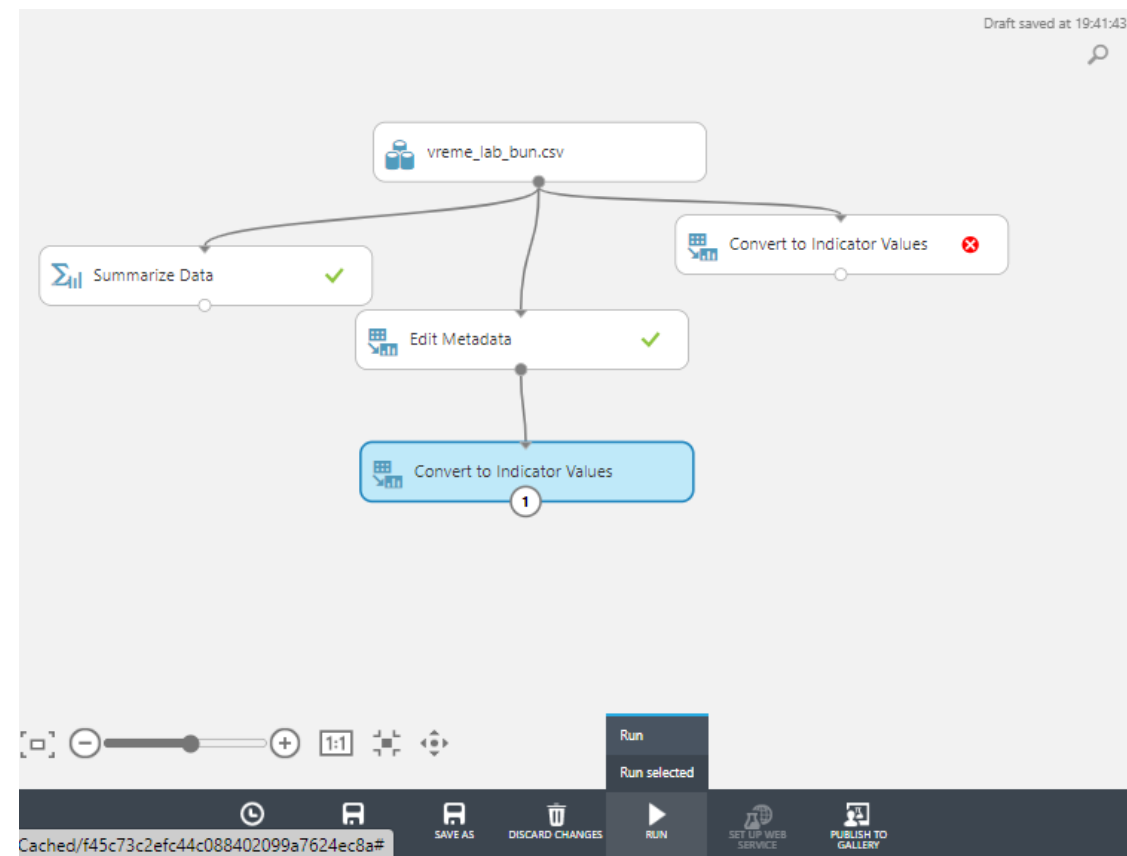 Draft saved at 19:41:43
vreme_lab_bun.csv
Convert to Indicator Values
Summarize Data
Edit Metadata
Convert to Indicator Values
1
1:1
Run
Run selected
SAVE AS
DISCARD CHANGES
RUN
SET UP WEB
SERVICE
PUBLISH TO
GALLERY
Cached/f45c73c2efc44c088402099a7624ec8a#